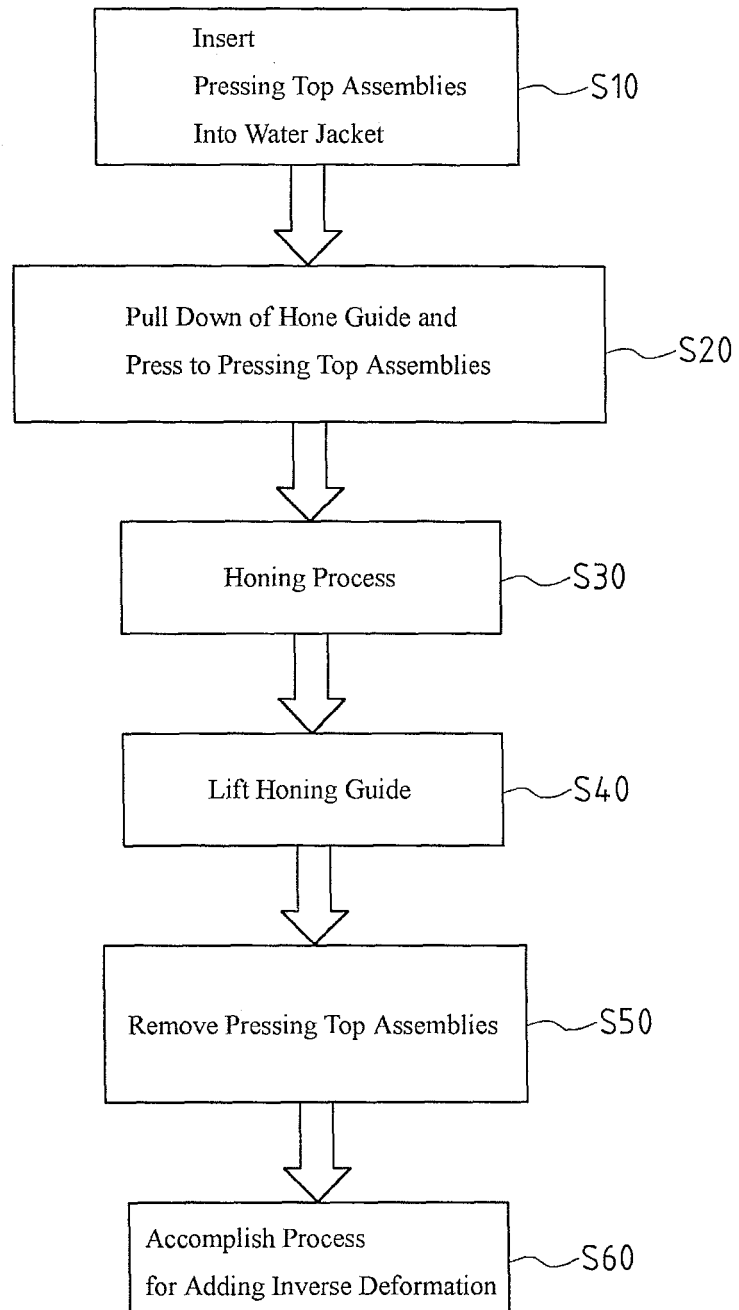 Insert
Pressing Top Assemblies
Into Water Jacket
S10
Pull Down of Hone Guide and
Press to Pressing Top Assemblies
S20
Honing Process
S30
Lift Honing Guide
S40
Remove Pressing Top Assemblies
S50
Accomplish Process
for Adding Inverse Deformation
S60